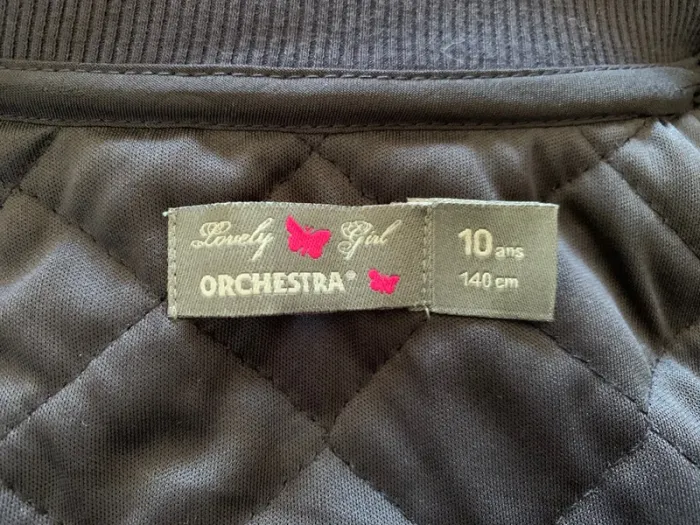 Lovely Girl
ORCHESTRA®
10 ans
140 cm